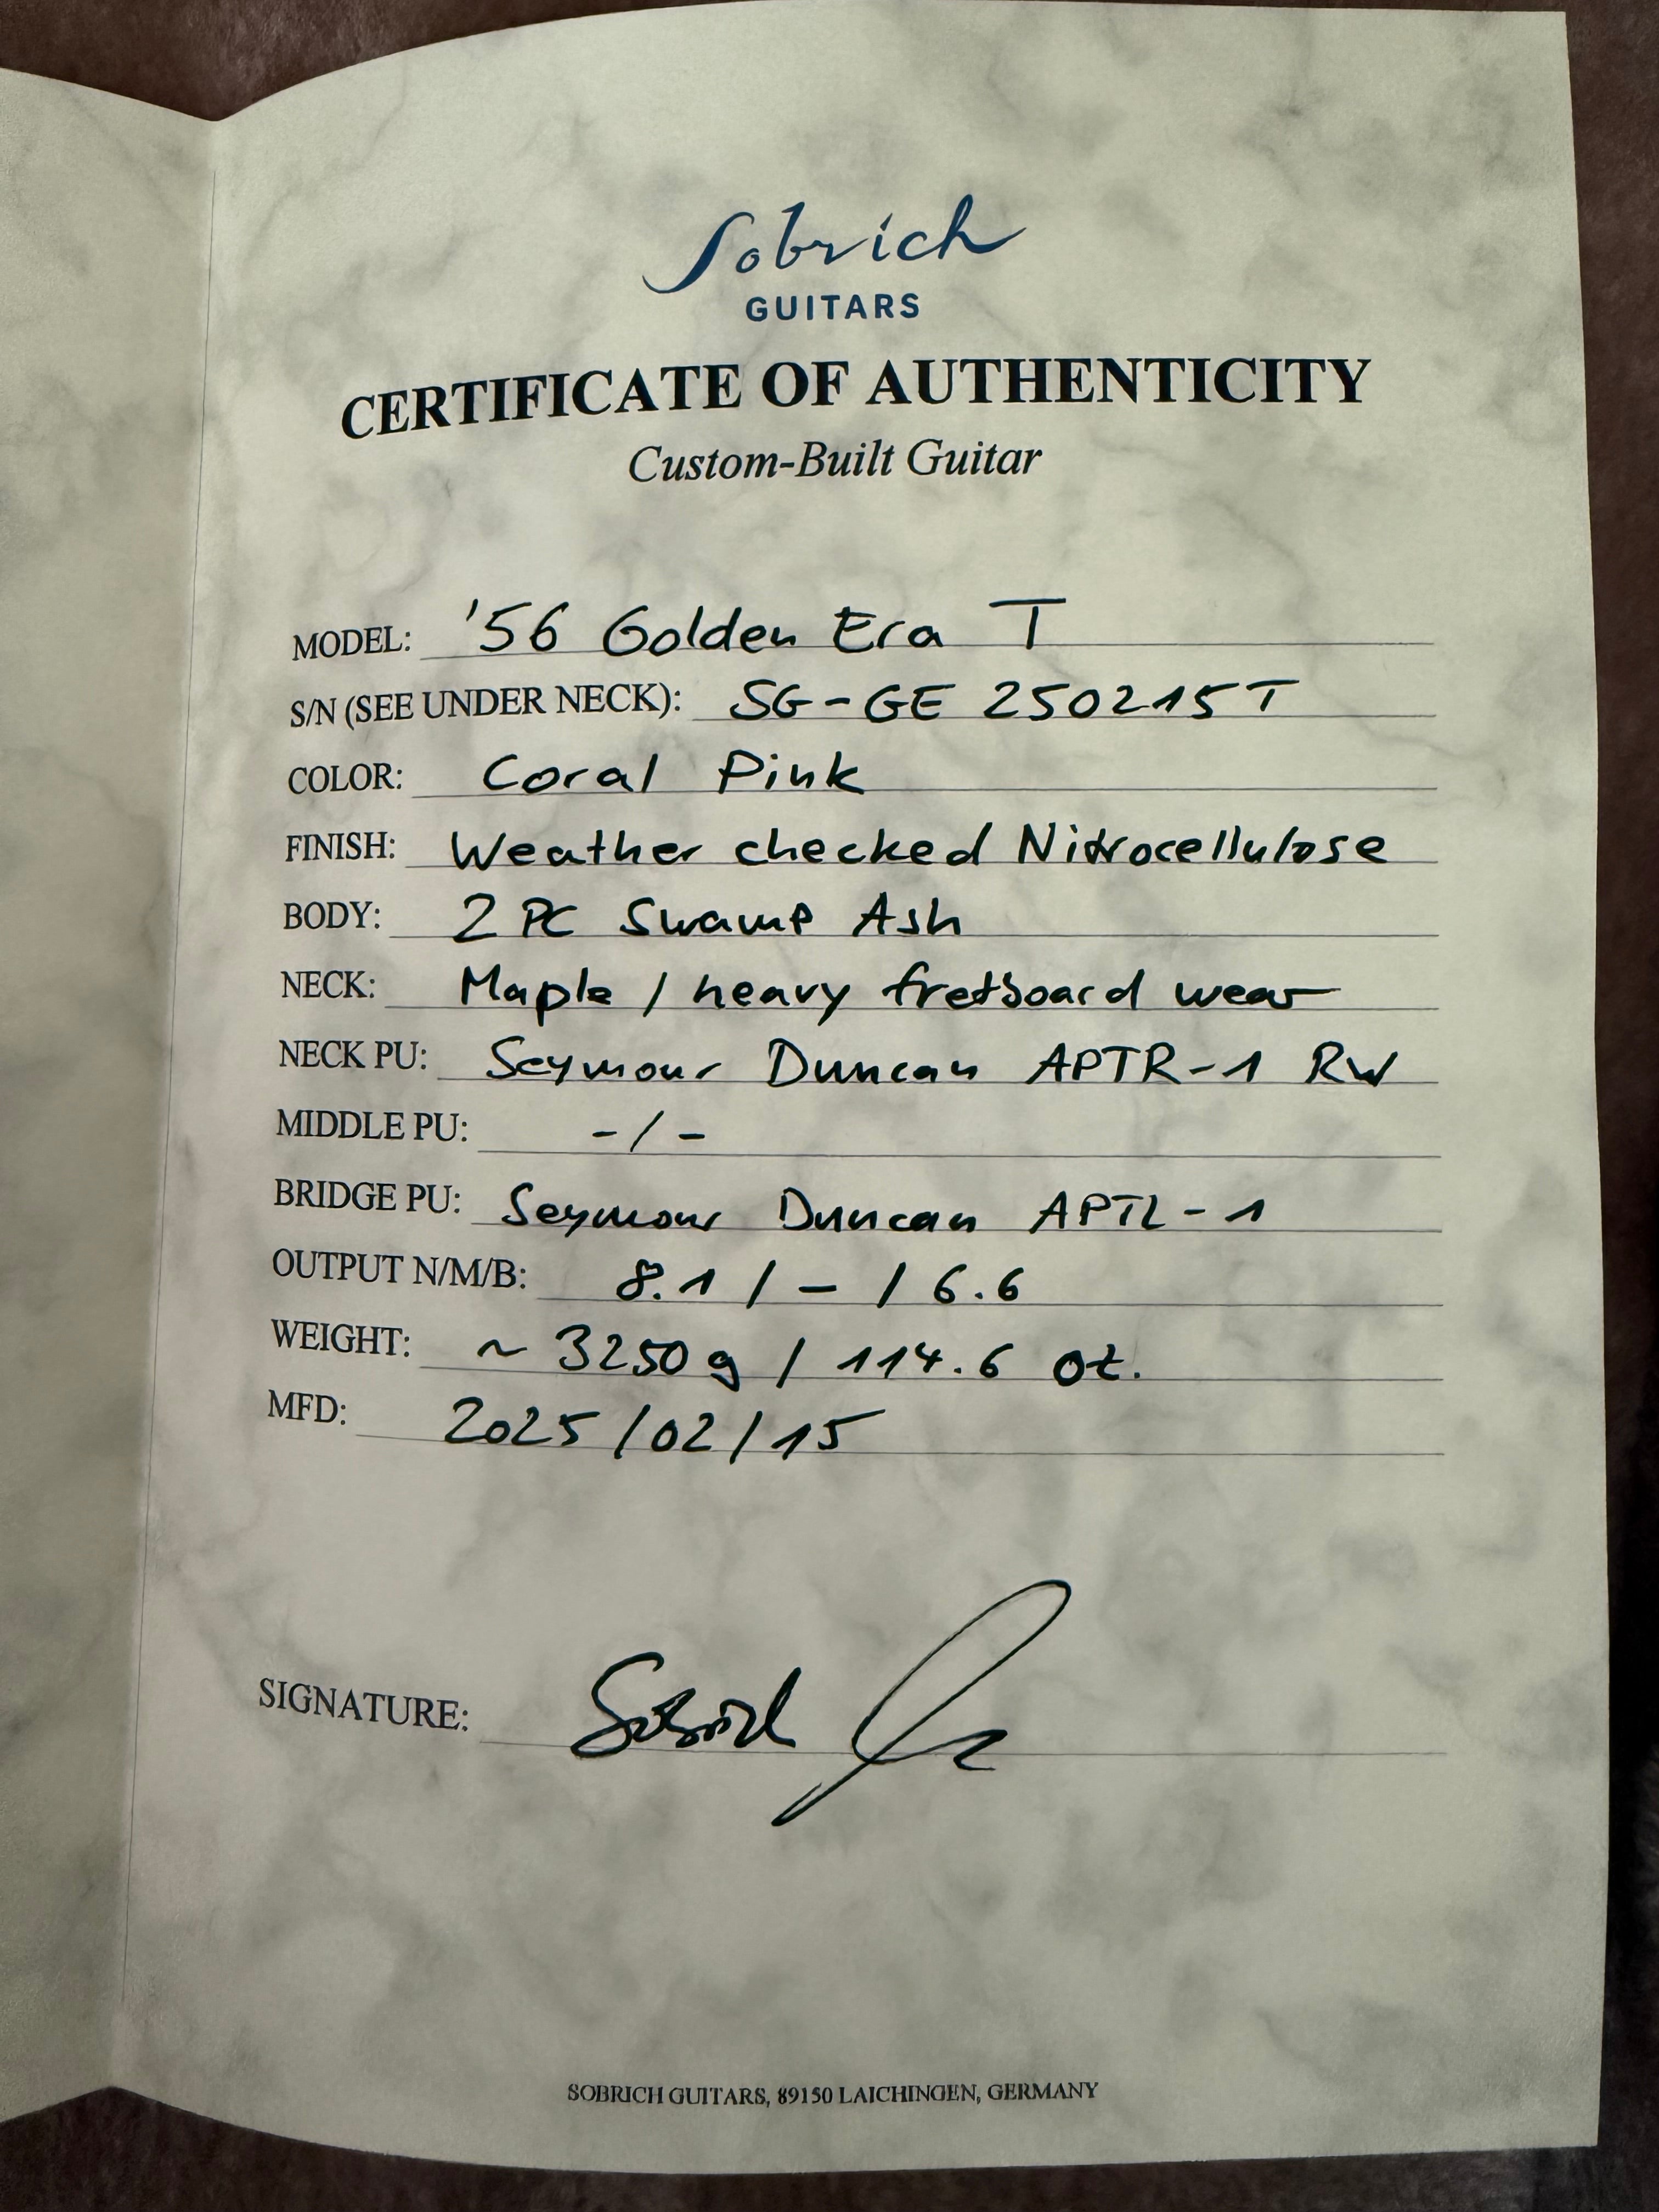 Sobrich
GUITARS
CERTIFICATE OF AUTHENTICITY
Custom-Built Guitar
MODEL: '56 Golden Era T
S/N (SEE UNDER NECK): SG-GE 250215T
COLOR: Coral Pink
FINISH: Weather checked Nitrocellulose
BODY: 2 PC Swamp Ash
NECK: Maple / heavy fretboard wear
NECK PU: Seymour Duncan APTR-1 RW
MIDDLE PU: -/-
BRIDGE PU: Seymour Duncan APTL-1
OUTPUT N/M/B: 8.1 / - / 6.6
WEIGHT: ~ 3250g / 114.6 oz.
MFD: 2025/02/15
SIGNATURE: Sobrich
SOBRICH GUITARS, 89150 LAICHINGEN, GERMANY